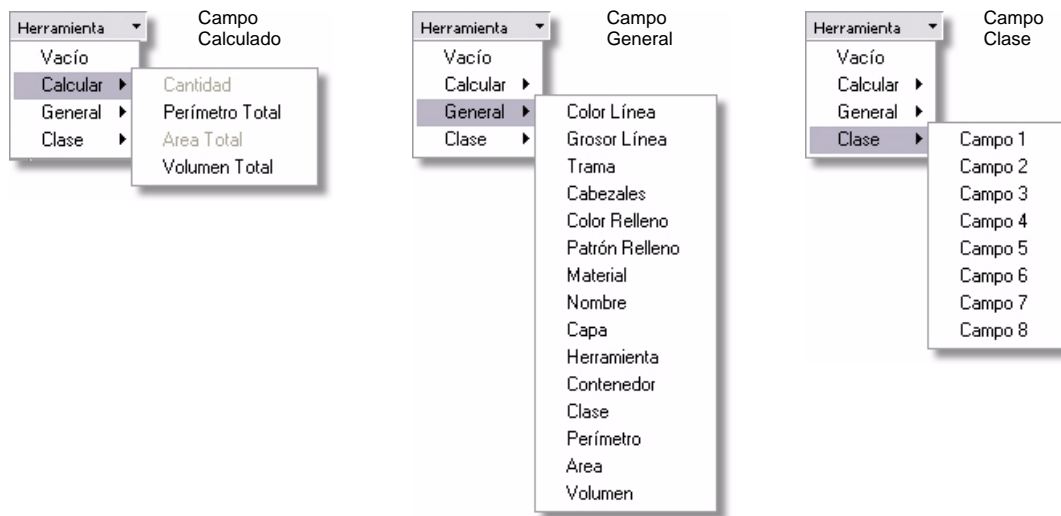 Campo
Calculado
Herramienta
Vacío
Calcular
General
Clase
Cantidad
Perímetro Total
Area Total
Volumen Total
Campo
General
Herramienta
Vacío
Calcular
General
Clase
Color Línea
Grosor Línea
Trama
Cabezales
Color Relleno
Patrón Relleno
Material
Nombre
Capa
Herramienta
Contenedor
Clase
Perímetro
Area
Volumen
Campo
Clase
Herramienta
Vacío
Calcular
General
Clase
Campo 1
Campo 2
Campo 3
Campo 4
Campo 5
Campo 6
Campo 7
Campo 8